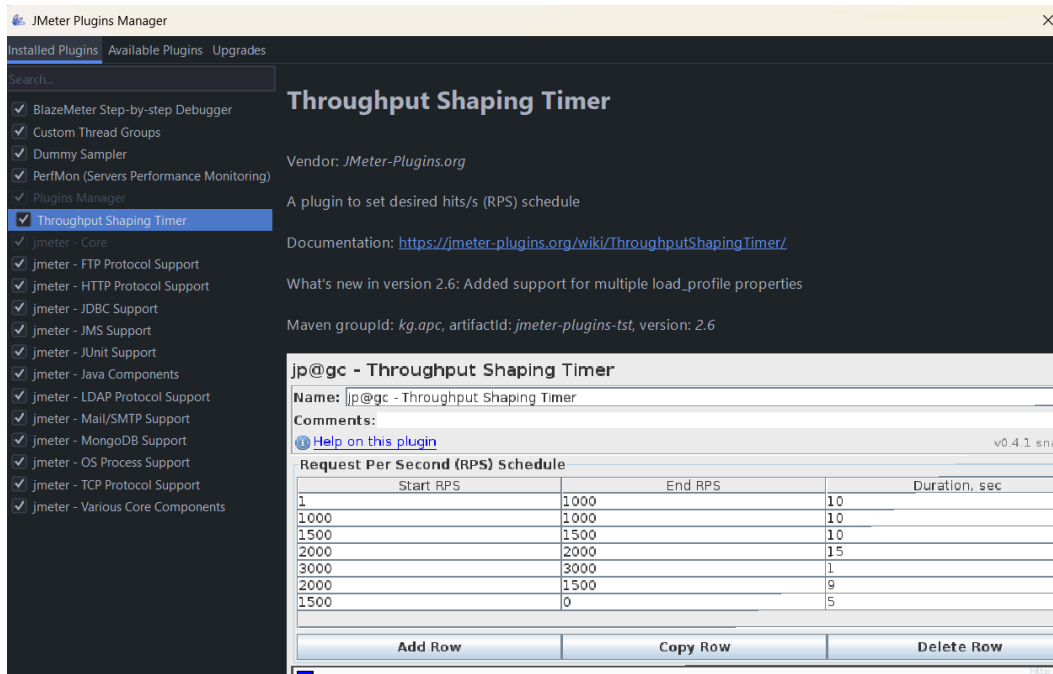 JMeter Plugins Manager
Installed Plugins Available Plugins Upgrades
Search...
BlazeMeter Step-by-step Debugger
Custom Thread Groups
Dummy Sampler
PerfMon (Servers Performance Monitoring)
Plugins Manager
Throughput Shaping Timer
jmeter - Core
jmeter - FTP Protocol Support
jmeter - HTTP Protocol Support
jmeter - JDBC Support
jmeter - JMS Support
jmeter - JUnit Support
jmeter - Java Components
jmeter - LDAP Protocol Support
jmeter - Mail/SMTP Support
jmeter - MongoDB Support
jmeter - OS Process Support
jmeter - TCP Protocol Support
jmeter - Various Core Components
Throughput Shaping Timer
Vendor: JMeter-Plugins.org
A plugin to set desired hits/s (RPS) schedule
Documentation: https://jmeter-plugins.org/wiki/ThroughputShapingTimer/
What's new in version 2.6: Added support for multiple load_profile properties
Maven groupId: kg.apc, artifactId: jmeter-plugins-tst, version: 2.6
jp@gc - Throughput Shaping Timer
Name: jp@gc - Throughput Shaping Timer
Comments:
Help on this plugin v0.4.1
Request Per Second (RPS) Schedule
Start RPS End RPS Duration, sec
1 1000 10
1000 1000 10
1500 1500 10
2000 2000 15
3000 3000 1
2000 1500 9
1500 0 5
Add Row Copy Row Delete Row